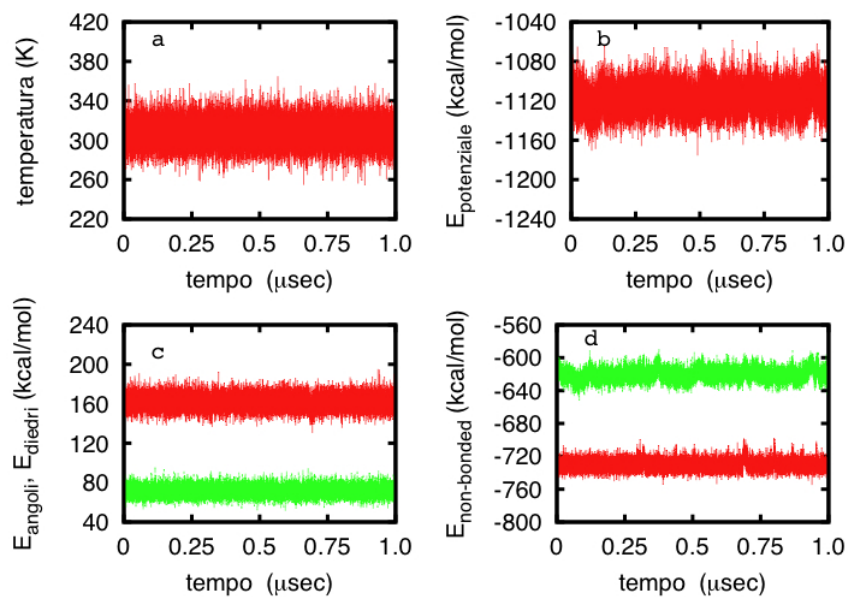 a
420
380
340
300
260
220
temperatura (K)
0 0.25 0.50 0.75 1.0
tempo (μsec)
b
-1040
-1080
-1120
-1160
-1200
-1240
E_potenziale (kcal/mol)
0 0.25 0.50 0.75 1.0
tempo (μsec)
c
240
200
160
120
80
40
E_angoli, E_diedri (kcal/mol)
0 0.25 0.50 0.75 1.0
tempo (μsec)
d
-560
-600
-640
-680
-720
-760
-800
E_non-bonded (kcal/mol)
0 0.25 0.50 0.75 1.0
tempo (μsec)